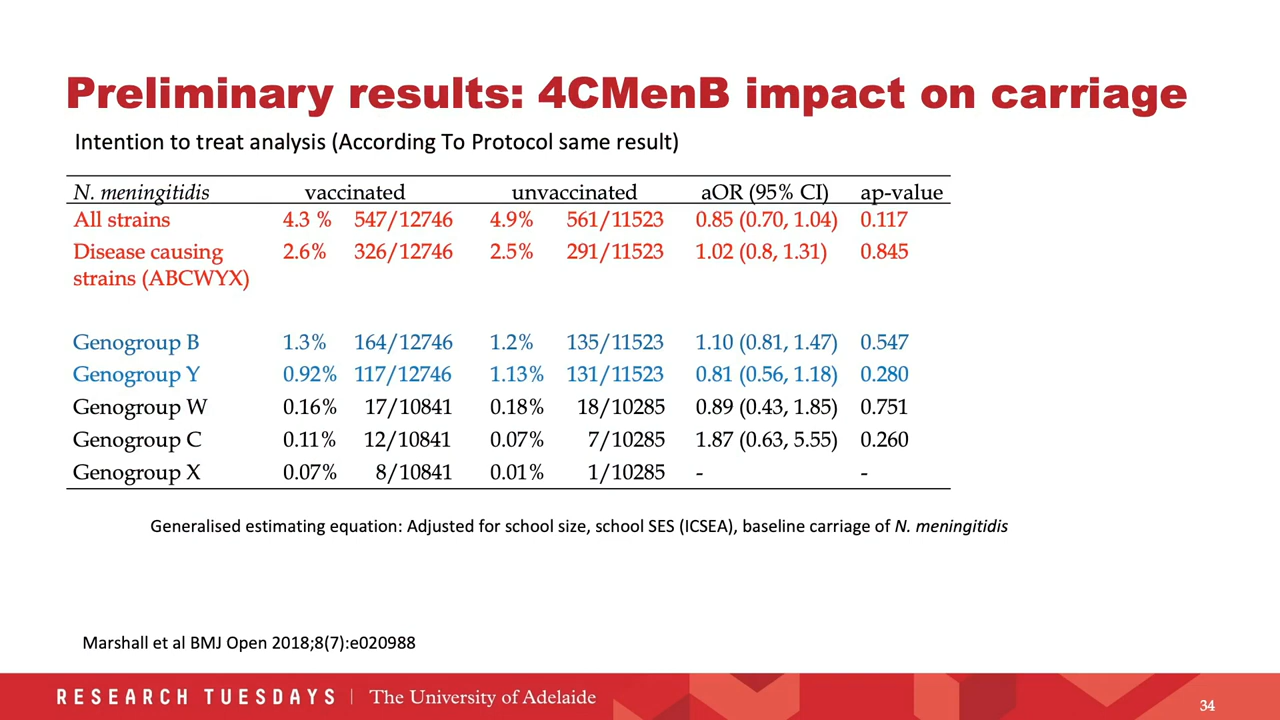 Preliminary results: 4CMenB impact on carriage
Intention to treat analysis (According To Protocol same result)
N. meningitidis vaccinated unvaccinated aOR (95% CI) ap-value
All strains 4.3 % 547/12746 4.9% 561/11523 0.85 (0.70, 1.04) 0.117
Disease causing 2.6% 326/12746 2.5% 291/11523 1.02 (0.8, 1.31) 0.845
strains (ABCWYX)
Genogroup B 1.3% 164/12746 1.2% 135/11523 1.10 (0.81, 1.47) 0.547
Genogroup Y 0.92% 117/12746 1.13% 131/11523 0.81 (0.56, 1.18) 0.280
Genogroup W 0.16% 17/10841 0.18% 18/10285 0.89 (0.43, 1.85) 0.751
Genogroup C 0.11% 12/10841 0.07% 7/10285 1.87 (0.63, 5.55) 0.260
Genogroup X 0.07% 8/10841 0.01% 1/10285 - -
Generalised estimating equation: Adjusted for school size, school SES (ICSEA), baseline carriage of N. meningitidis
Marshall et al BMJ Open 2018;8(7):e020988
RESEARCH TUESDAYS | The University of Adelaide
34